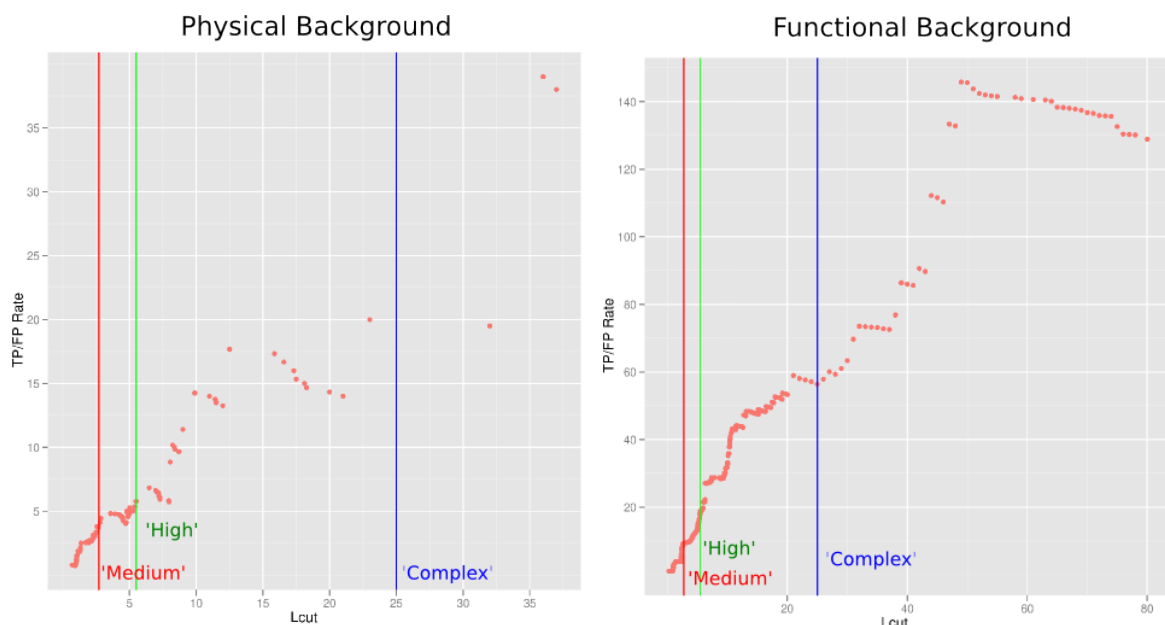 Physical Background
TP/FP Rate
35
30
25
20
15
10
5
'High'
'Medium'
'Complex'
5
10
15
20
25
30
35
Lcut
Functional Background
TP/FP Rate
140
120
100
80
60
40
20
'High'
'Complex'
'Medium'
20
40
60
80
Lcut